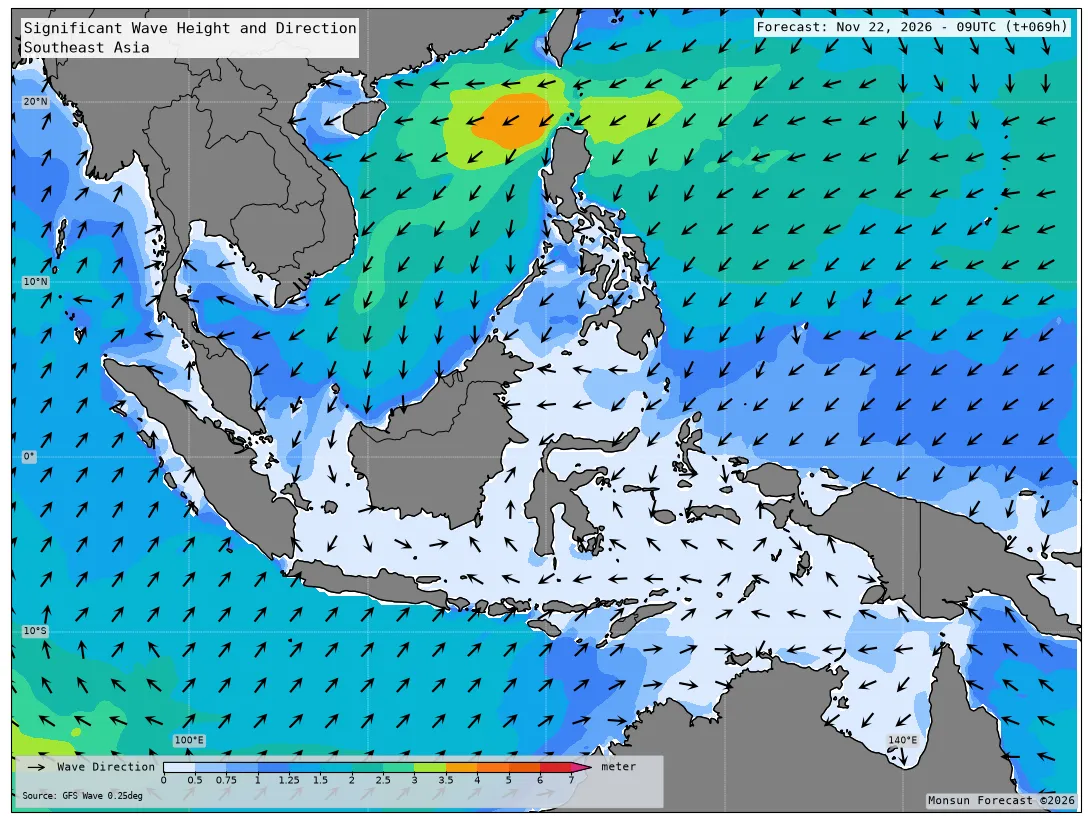 Significant Wave Height and Direction
Southeast Asia
Forecast: Nov 22, 2026 - 09UTC (t+069h)
20°N
10°N
0°
10°S
100°E
140°E
Wave Direction
meter
0 0.5 0.75 1 1.25 1.5 2 2.5 3 3.5 4 5 6 7
Source: GFS Wave 0.25deg
Monsun Forecast ©2026